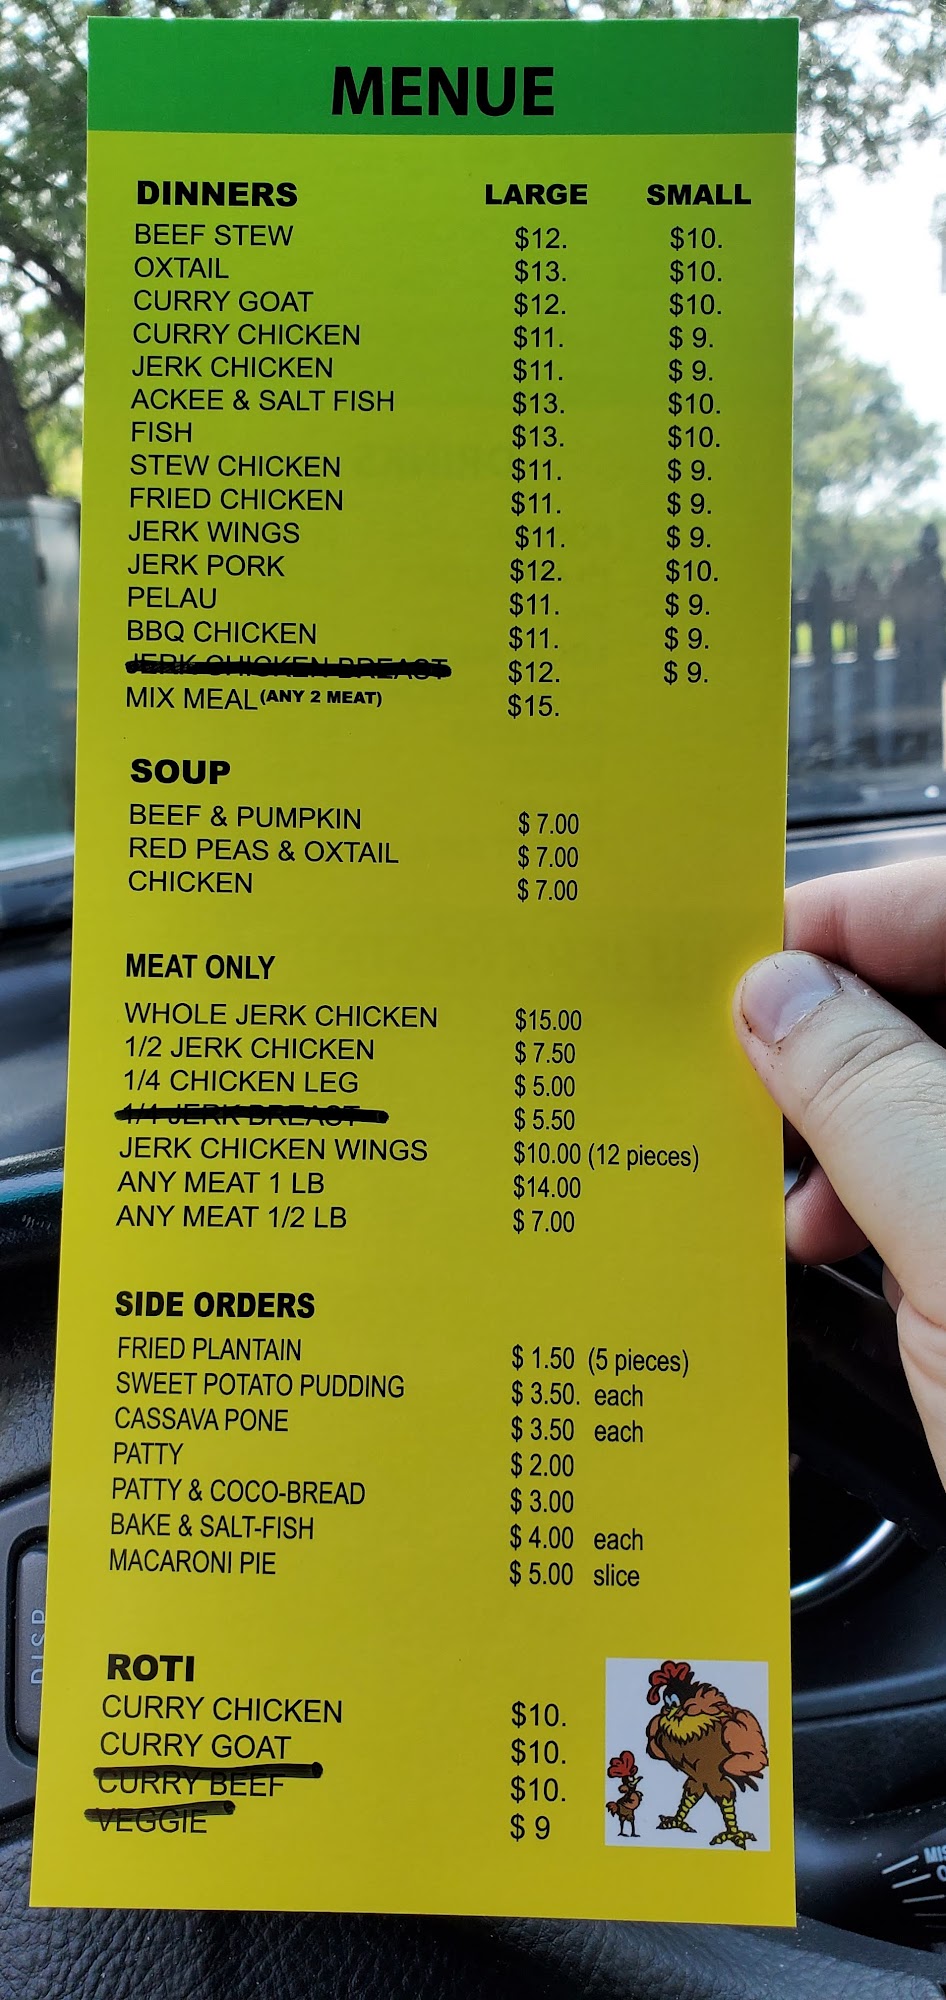 MENUE
DINNERS LARGE SMALL
BEEF STEW $12. $10.
OXTAIL $13. $10.
CURRY GOAT $12. $10.
CURRY CHICKEN $11. $ 9.
JERK CHICKEN $11. $ 9.
ACKEE & SALT FISH $13. $10.
FISH $13. $10.
STEW CHICKEN $11. $ 9.
FRIED CHICKEN $11. $ 9.
JERK WINGS $11. $ 9.
JERK PORK $12. $10.
PELAU $11. $ 9.
BBQ CHICKEN $11. $ 9.
JERK CHICKEN BREAST $12. $ 9.
MIX MEAL (ANY 2 MEAT) $15.
SOUP
BEEF & PUMPKIN $ 7.00
RED PEAS & OXTAIL $ 7.00
CHICKEN $ 7.00
MEAT ONLY
WHOLE JERK CHICKEN $15.00
1/2 JERK CHICKEN $ 7.50
1/4 CHICKEN LEG $ 5.00
1/4 JERK BREAST $ 5.50
JERK CHICKEN WINGS $10.00 (12 pieces)
ANY MEAT 1 LB $14.00
ANY MEAT 1/2 LB $ 7.00
SIDE ORDERS
FRIED PLANTAIN $ 1.50 (5 pieces)
SWEET POTATO PUDDING $ 3.50. each
CASSAVA PONE $ 3.50 each
PATTY $ 2.00
PATTY & COCO-BREAD $ 3.00
BAKE & SALT-FISH $ 4.00 each
MACARONI PIE $ 5.00 slice
ROTI
CURRY CHICKEN $10.
CURRY GOAT $10.
CURRY BEEF $10.
VEGGIE $ 9
DISP